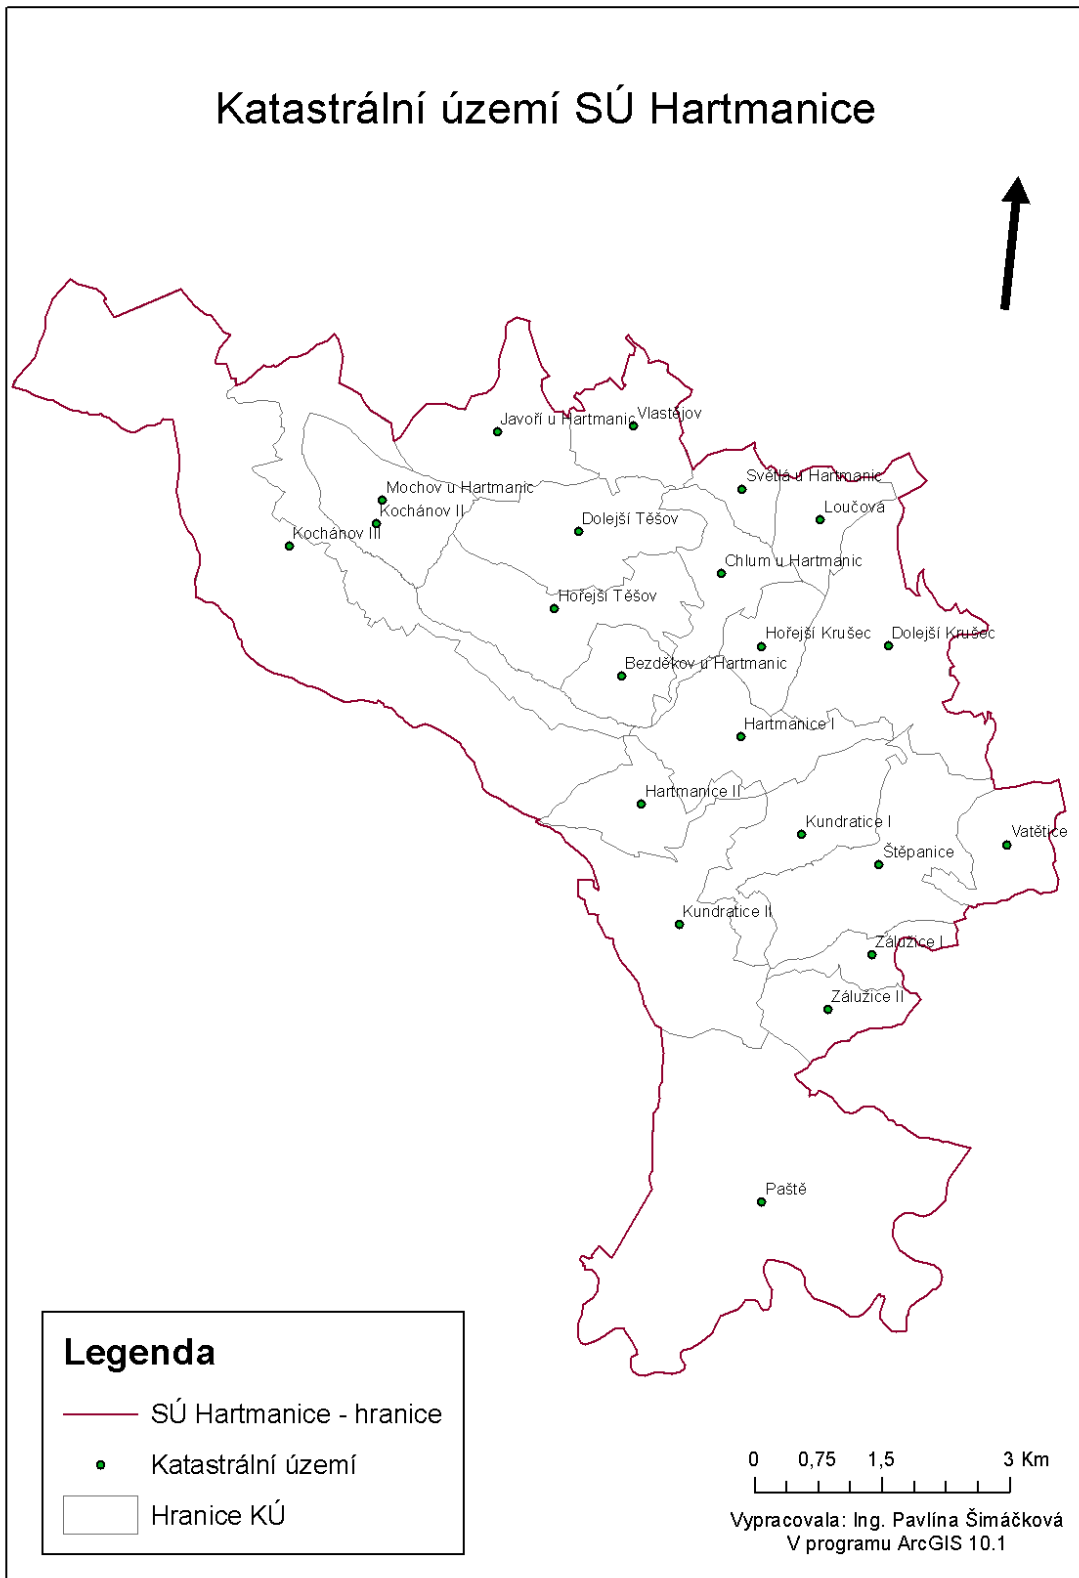 Katastrální území SÚ Hartmanice
Javoří u Hartmanic
Vlastějov
Světlá u Hartmanic
Mochov u Hartmanic
Kochánov II
Loučová
Dolejší Těšov
Kochánov III
Chlum u Hartmanic
Hořejší Těšov
Hořejší Krušec
Dolejší Krušec
Bezděkov u Hartmanic
Hartmanice I
Hartmanice II
Kundratice I
Vatětice
Štěpanice
Kundratice II
Zálužice I
Zálužice II
Paště
Legenda
SÚ Hartmanice - hranice
Katastrální území
Hranice KÚ
0 0,75 1,5 3 Km
Vypracovala: Ing. Pavlína Šimáčková
V programu ArcGIS 10.1